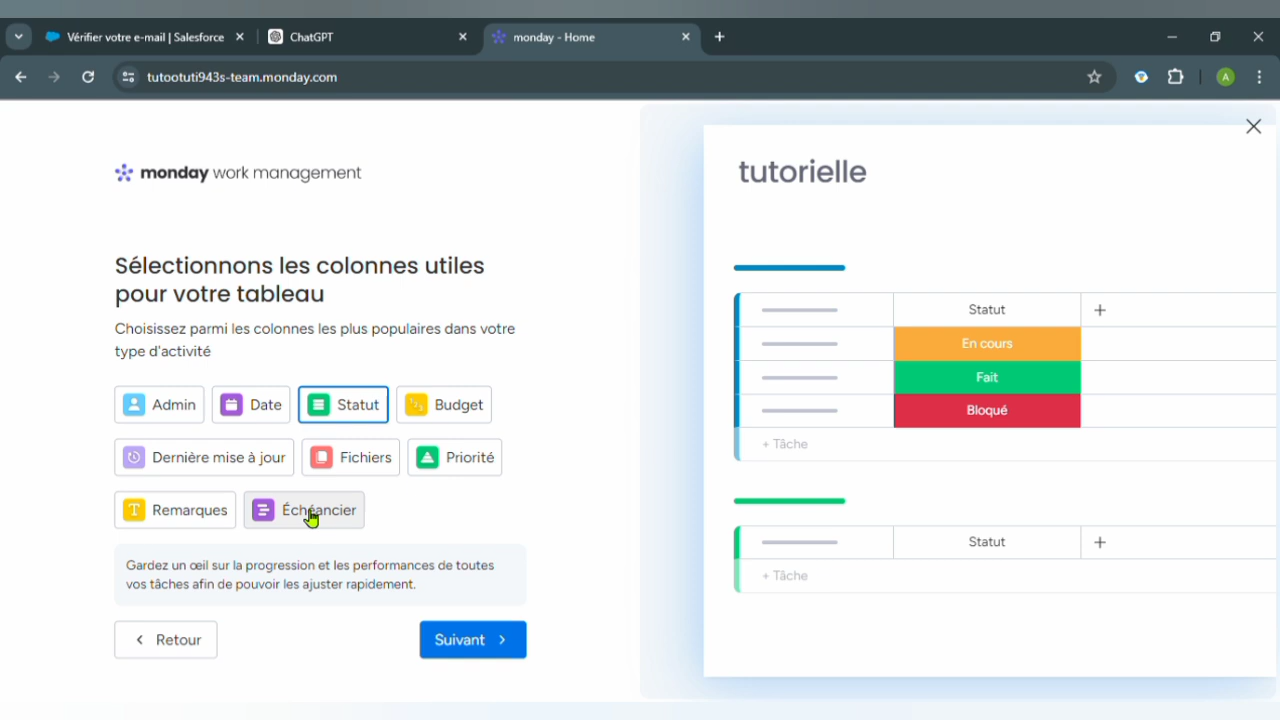 Vérifier votre e-mail | Salesforce
ChatGPT
monday - Home
tutootuti943s-team.monday.com
A
monday work management
Sélectionnons les colonnes utiles
pour votre tableau
Choisissez parmi les colonnes les plus populaires dans votre
type d'activité
Admin
Date
Statut
Budget
Dernière mise à jour
Fichiers
Priorité
Remarques
Échéancier
Gardez un œil sur la progression et les performances de toutes
vos tâches afin de pouvoir les ajuster rapidement.
Retour
Suivant
tutorielle
Statut
En cours
Fait
Bloqué
+ Tâche
Statut
+ Tâche